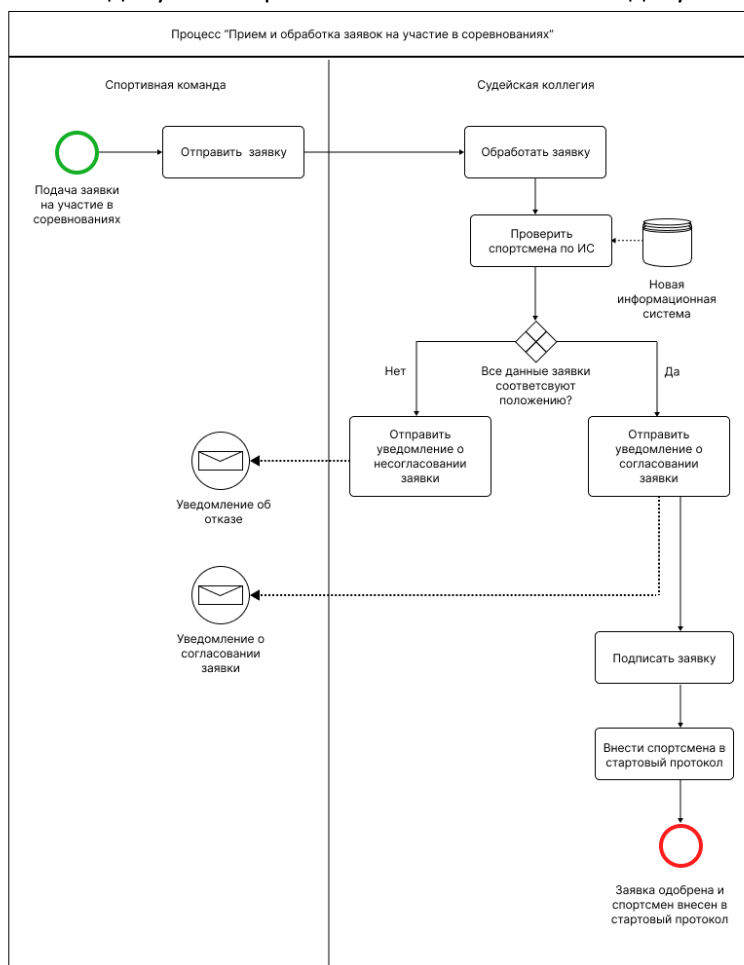 Процесс "Прием и обработка заявок на участие в соревнованиях"
Спортивная команда
Судейская коллегия
Отправить заявку
Обработать заявку
Подача заявки
на участие в
соревнованиях
Проверить
спортсмена по ИС
Новая
информационная
система
Нет
Все данные заявки
соответсвуют
положению?
Да
Отправить
уведомление о
несогласовании
заявки
Отправить
уведомление о
согласовании
заявки
Уведомление об
отказе
Уведомление о
согласовании
заявки
Подписать заявку
Внести спортсмена в
стартовый протокол
Заявка одобрена и
спортсмен внесен в
стартовый протокол